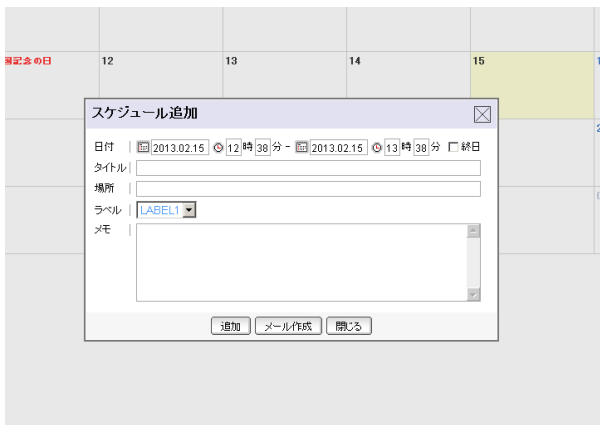 国記念の日 12 13 14 15
スケジュール追加
日付 2013.02.15 12 時 38 分 - 2013.02.15 13 時 38 分 終日
タイトル
場所
ラベル LABEL1
メモ
追加 メール作成 閉じる